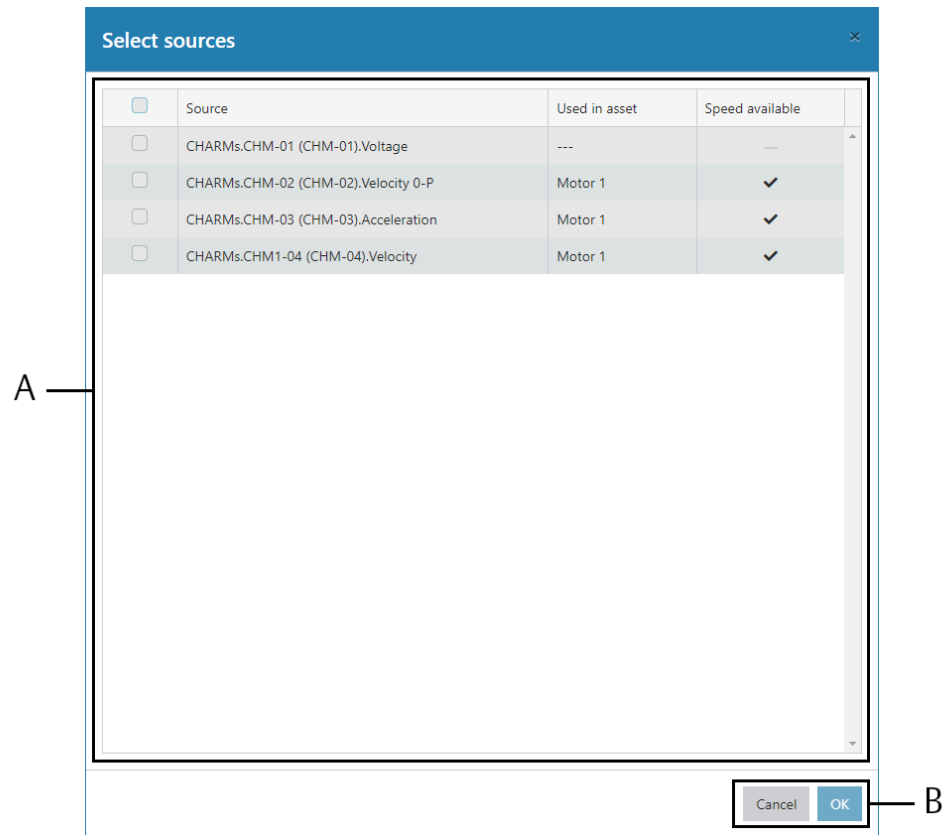 Select sources
×
Source Used in asset Speed available
CHARMs.CHM-01 (CHM-01).Voltage --- —
CHARMs.CHM-02 (CHM-02).Velocity 0-P Motor 1 ✓
CHARMs.CHM-03 (CHM-03).Acceleration Motor 1 ✓
CHARMs.CHM1-04 (CHM-04).Velocity Motor 1 ✓
A
Cancel OK
B